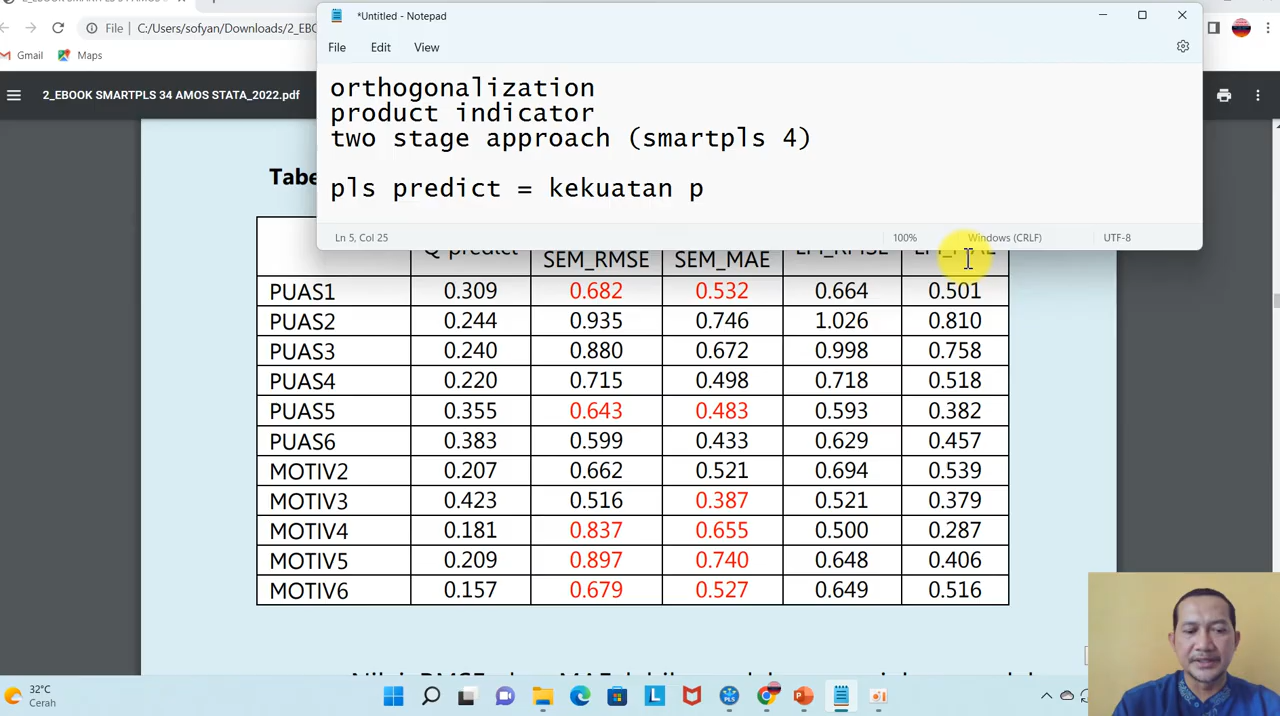 *Untitled - Notepad
File C:/Users/sofyan/Downloads/2_EBO
File Edit View
Gmail Maps
orthogonalization
2_EBOOK SMARTPLS 34 AMOS STATA_2022.pdf
product indicator
two stage approach (smartpls 4)
Tabe
pls predict = kekuatan p
Ln 5, Col 25 100% Windows (CRLF) UTF-8
SEM_RMSE SEM_MAE
PUAS1 0.309 0.682 0.532 0.664 0.501
PUAS2 0.244 0.935 0.746 1.026 0.810
PUAS3 0.240 0.880 0.672 0.998 0.758
PUAS4 0.220 0.715 0.498 0.718 0.518
PUAS5 0.355 0.643 0.483 0.593 0.382
PUAS6 0.383 0.599 0.433 0.629 0.457
MOTIV2 0.207 0.662 0.521 0.694 0.539
MOTIV3 0.423 0.516 0.387 0.521 0.379
MOTIV4 0.181 0.837 0.655 0.500 0.287
MOTIV5 0.209 0.897 0.740 0.648 0.406
MOTIV6 0.157 0.679 0.527 0.649 0.516
32°C
Cerah